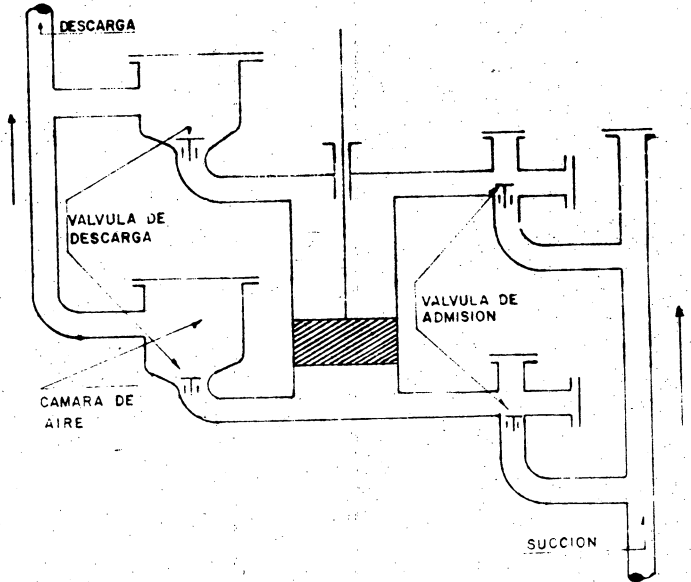 DESCARGA
VALVULA DE
DESCARGA
VALVULA DE
ADMISION
CAMARA DE
AIRE
SUCCION